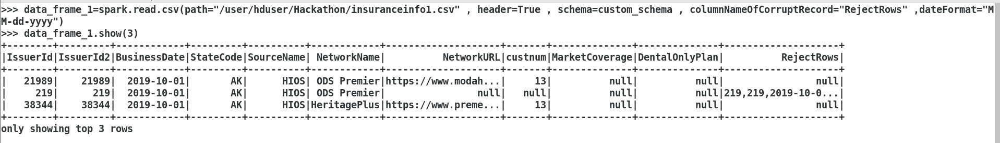 >>> data_frame_1=spark.read.csv(path="/user/hduser/Hackathon/insuranceinfo1.csv" , header=True , schema=custom_schema , columnNameOfCorruptRecord="RejectRows" ,dateFormat="M
M-dd-yyyy")
>>> data_frame_1.show(3)
+--------+---------+------------+---------+----------+------------+--------------------+-------+--------------+--------------+--------------------+
|IssuerId|IssuerId2|BusinessDate|StateCode|SourceName| NetworkName|          NetworkURL|custnum|MarketCoverage|DentalOnlyPlan|          RejectRows|
+--------+---------+------------+---------+----------+------------+--------------------+-------+--------------+--------------+--------------------+
|   21989|    21989|  2019-10-01|       AK|      HIOS| ODS Premier|https://www.modah...|     13|          null|          null|                null|
|     219|      219|  2019-10-01|       AK|      HIOS| ODS Premier|                null|   null|          null|          null|219,219,2019-10-0...|
|   38344|    38344|  2019-10-01|       AK|      HIOS|HeritagePlus|https://www.preme...|     13|          null|          null|                null|
+--------+---------+------------+---------+----------+------------+--------------------+-------+--------------+--------------+--------------------+
only showing top 3 rows